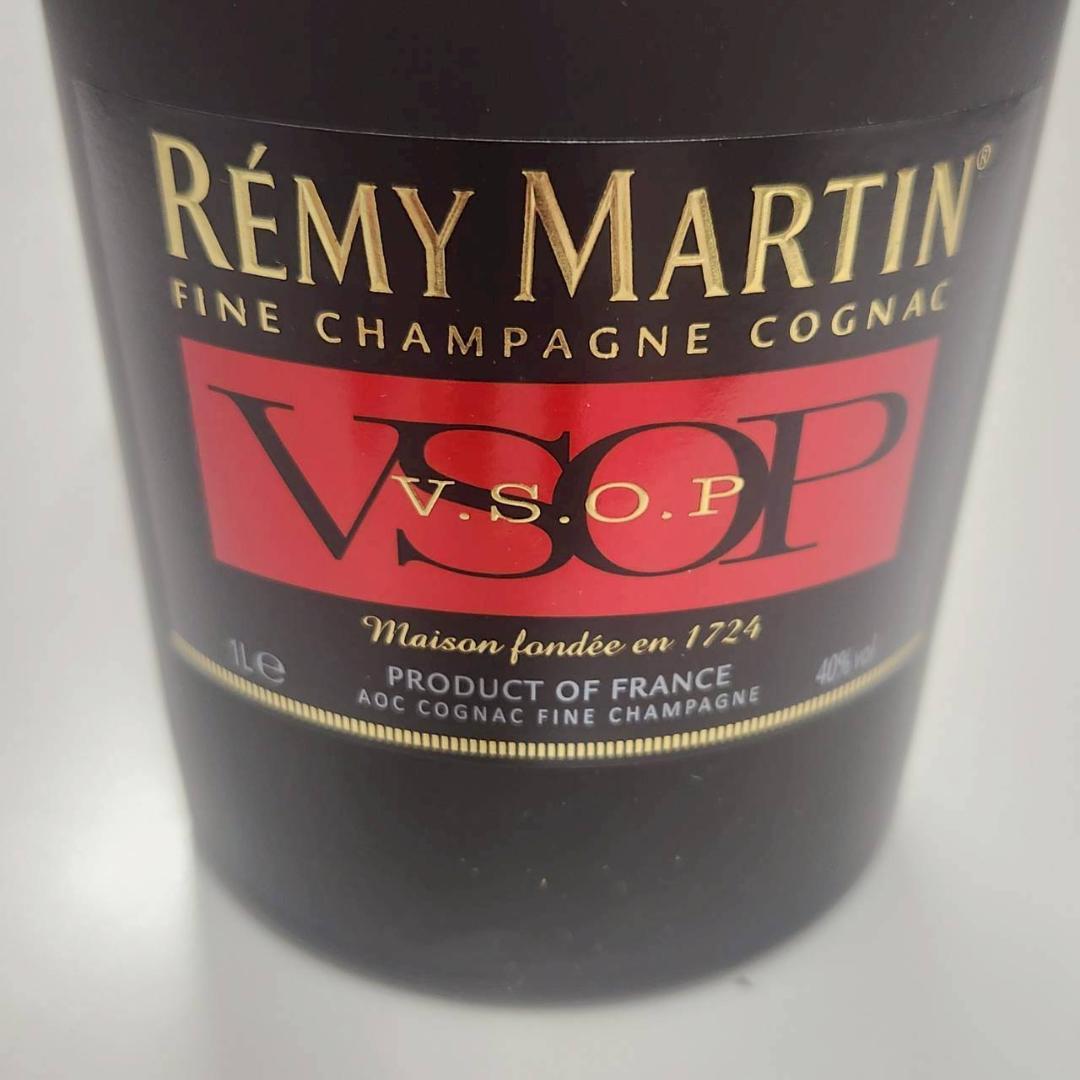 RÉMY MARTIN®
FINE CHAMPAGNE COGNAC
VSOP
V.S.O.P
Maison fondée en 1724
1L e
PRODUCT OF FRANCE
40% vol
AOC COGNAC FINE CHAMPAGNE